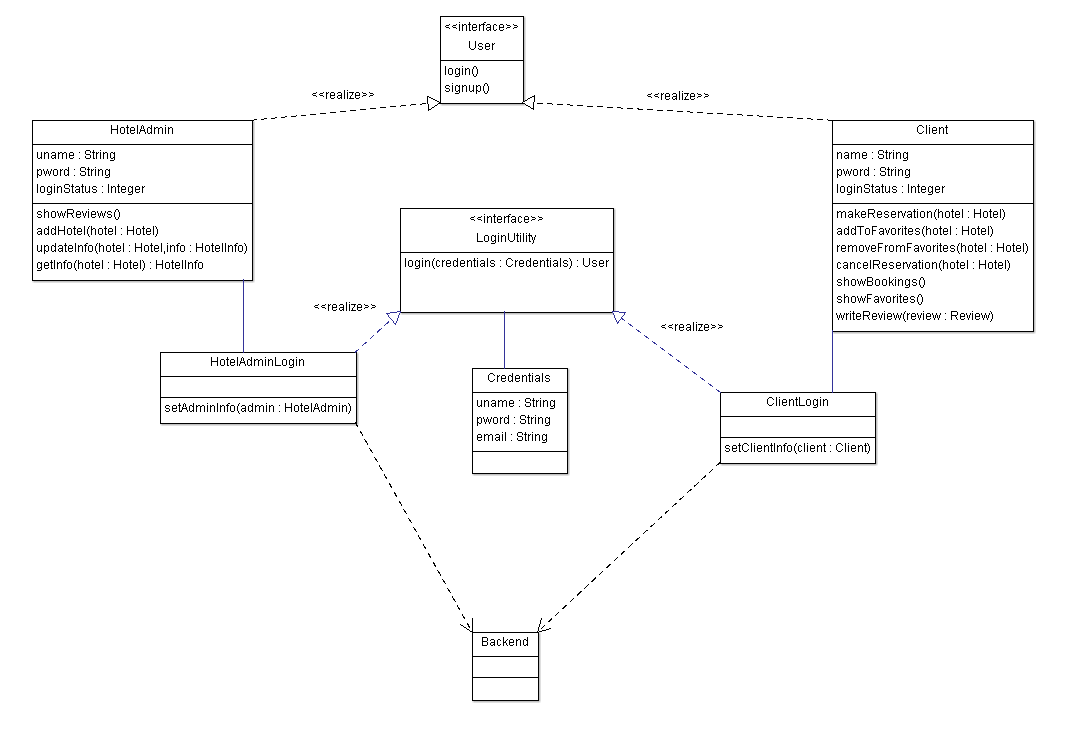 <<interface>>
User
login()
signup()
<<realize>>
<<realize>>
HotelAdmin
uname : String
pword : String
loginStatus : Integer
showReviews()
addHotel(hotel : Hotel)
updateInfo(hotel : Hotel,info : HotelInfo)
getInfo(hotel : Hotel) : HotelInfo
Client
name : String
pword : String
loginStatus : Integer
makeReservation(hotel : Hotel)
addToFavorites(hotel : Hotel)
removeFromFavorites(hotel : Hotel)
cancelReservation(hotel : Hotel)
showBookings()
showFavorites()
writeReview(review : Review)
<<interface>>
LoginUtility
login(credentials : Credentials) : User
<<realize>>
<<realize>>
HotelAdminLogin
setAdminInfo(admin : HotelAdmin)
Credentials
uname : String
pword : String
email : String
ClientLogin
setClientInfo(client : Client)
Backend